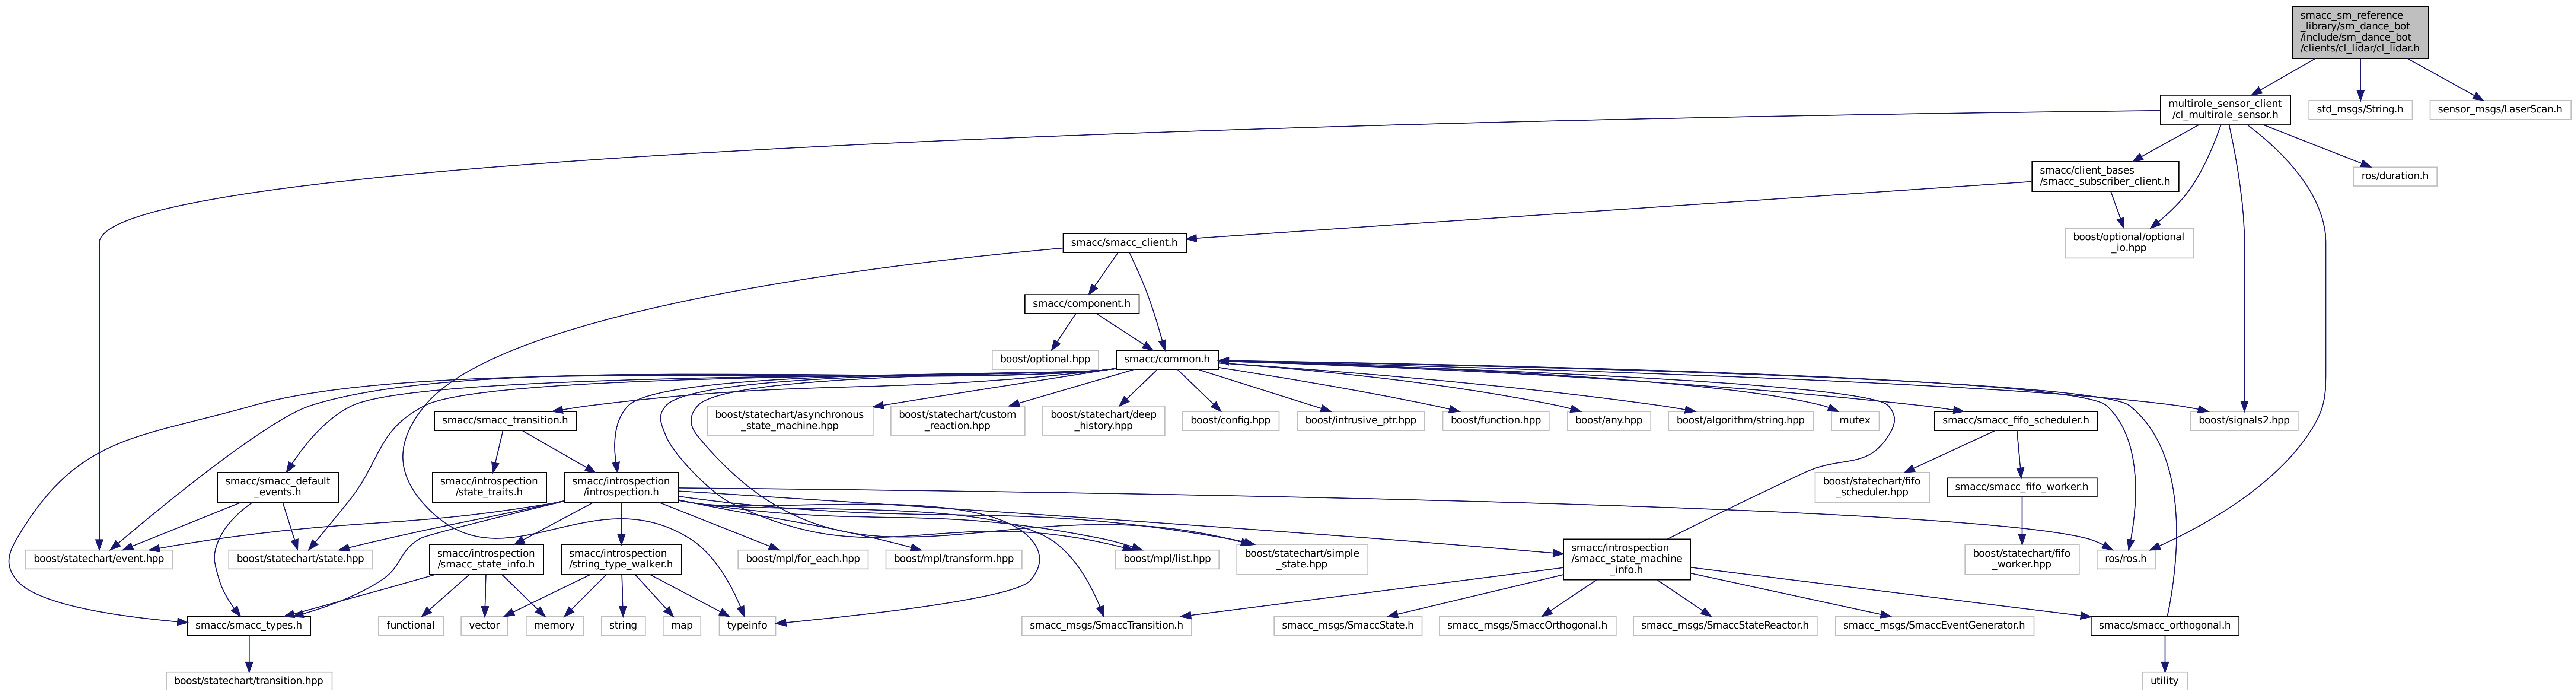 smacc_sm_reference
_library/sm_dance_bot
/include/sm_dance_bot
/clients/cl_lidar/cl_lidar.h
multirole_sensor_client
/cl_multirole_sensor.h
std_msgs/String.h
sensor_msgs/LaserScan.h
smacc/client_bases
/smacc_subscriber_client.h
ros/duration.h
smacc/smacc_client.h
boost/optional/optional
_io.hpp
smacc/component.h
boost/optional.hpp
smacc/common.h
smacc/smacc_transition.h
boost/statechart/asynchronous
_state_machine.hpp
boost/statechart/custom
_reaction.hpp
boost/statechart/deep
_history.hpp
boost/config.hpp
boost/intrusive_ptr.hpp
boost/function.hpp
boost/any.hpp
boost/algorithm/string.hpp
mutex
smacc/smacc_fifo_scheduler.h
boost/signals2.hpp
smacc/smacc_default
_events.h
smacc/introspection
/state_traits.h
smacc/introspection
/introspection.h
boost/statechart/fifo
_scheduler.hpp
smacc/smacc_fifo_worker.h
boost/statechart/event.hpp
boost/statechart/state.hpp
smacc/introspection
/smacc_state_info.h
smacc/introspection
/string_type_walker.h
boost/mpl/for_each.hpp
boost/mpl/transform.hpp
boost/mpl/list.hpp
boost/statechart/simple
_state.hpp
smacc/introspection
/smacc_state_machine
_info.h
boost/statechart/fifo
_worker.hpp
ros/ros.h
smacc/smacc_types.h
functional
vector
memory
string
map
typeinfo
smacc_msgs/SmaccTransition.h
smacc_msgs/SmaccState.h
smacc_msgs/SmaccOrthogonal.h
smacc_msgs/SmaccStateReactor.h
smacc_msgs/SmaccEventGenerator.h
smacc/smacc_orthogonal.h
boost/statechart/transition.hpp
utility